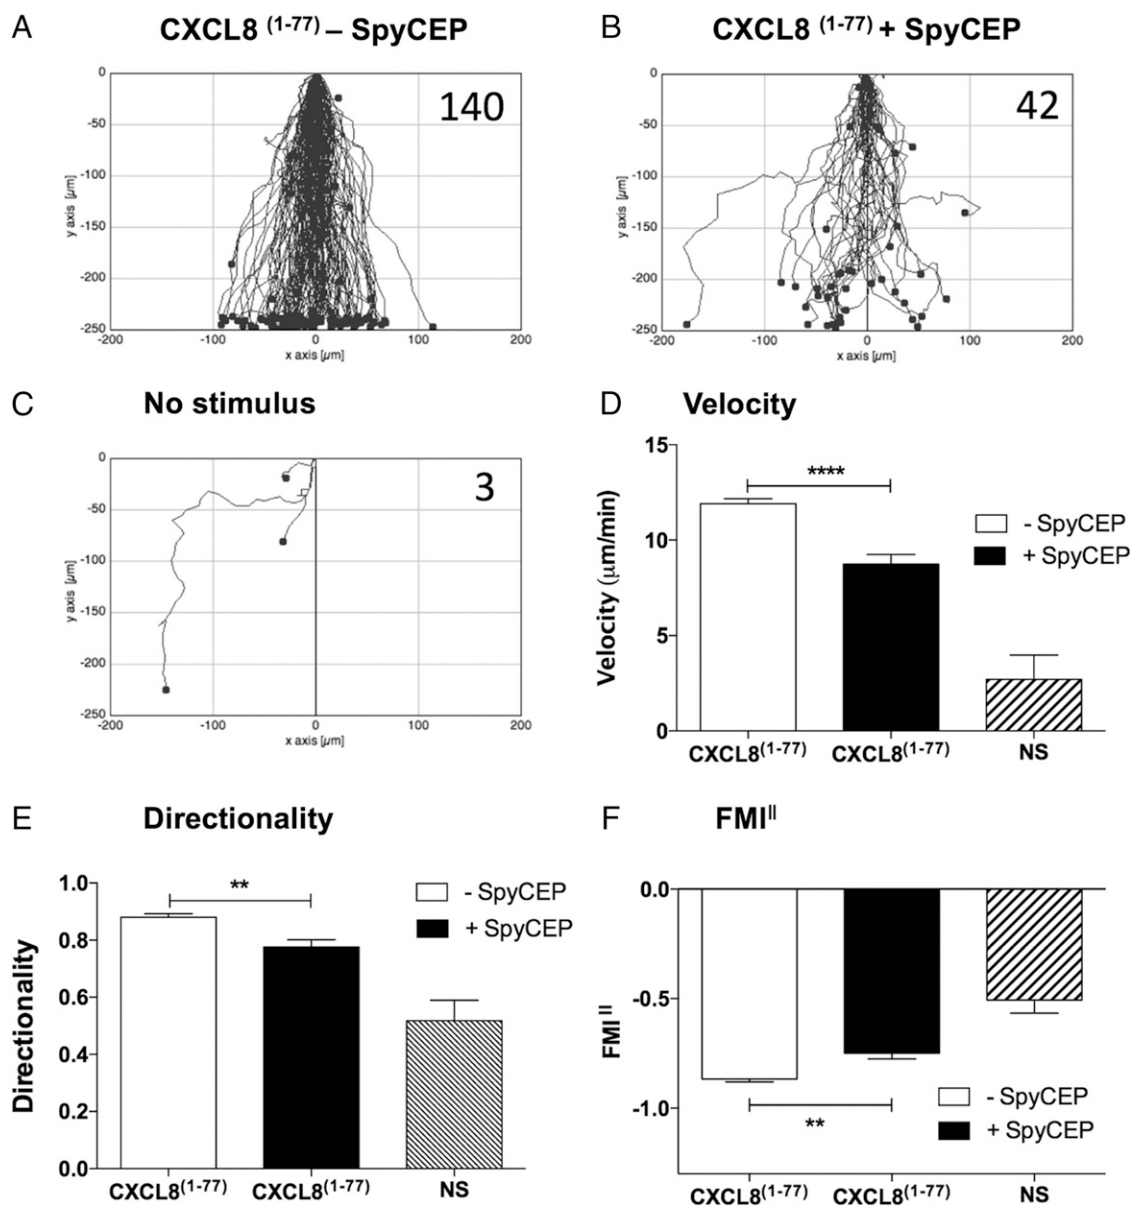 A
CXCL8 (1-77) – SpyCEP
0
-50
-100
-150
-200
-250
y axis [µm]
140
-200 -100 0 100 200
x axis [µm]
B
CXCL8 (1-77) + SpyCEP
0
-50
-100
-150
-200
-250
y axis [µm]
42
-200 -100 0 100 200
x axis [µm]
C
No stimulus
0
-50
-100
-150
-200
-250
y axis [µm]
3
-200 -100 0 100 200
x axis [µm]
D
Velocity
15
10
5
0
Velocity (µm/min)
****
- SpyCEP
+ SpyCEP
CXCL8(1-77) CXCL8(1-77) NS
E
Directionality
1.0
0.8
0.6
0.4
0.2
0.0
Directionality
**
- SpyCEP
+ SpyCEP
CXCL8(1-77) CXCL8(1-77) NS
F
FMI||
0.0
-0.5
-1.0
FMI||
**
- SpyCEP
+ SpyCEP
CXCL8(1-77) CXCL8(1-77) NS